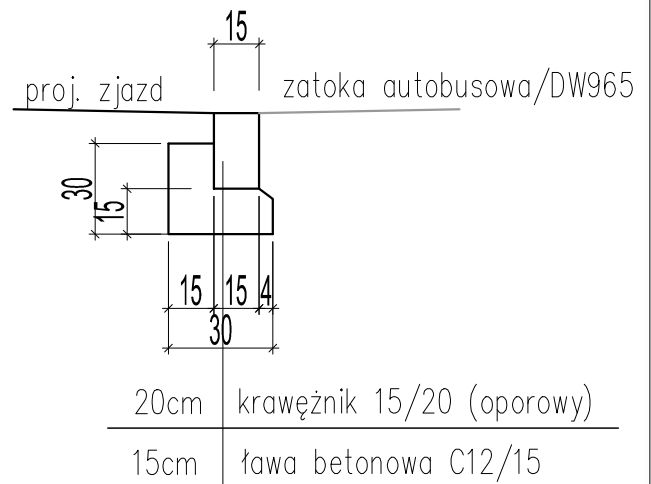 15
proj. zjazd
zatoka autobusowa/DW965
30
15
15 15 4
30
20cm krawężnik 15/20 (oporowy)
15cm ława betonowa C12/15